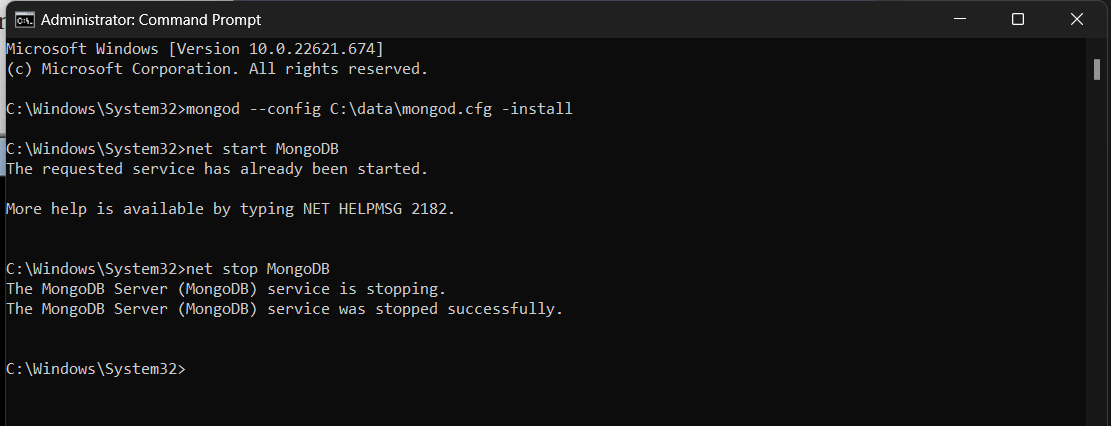 Administrator: Command Prompt
Microsoft Windows [Version 10.0.22621.674]
(c) Microsoft Corporation. All rights reserved.
C:\Windows\System32>mongod --config C:\data\mongod.cfg -install
C:\Windows\System32>net start MongoDB
The requested service has already been started.
More help is available by typing NET HELPMSG 2182.
C:\Windows\System32>net stop MongoDB
The MongoDB Server (MongoDB) service is stopping.
The MongoDB Server (MongoDB) service was stopped successfully.
C:\Windows\System32>